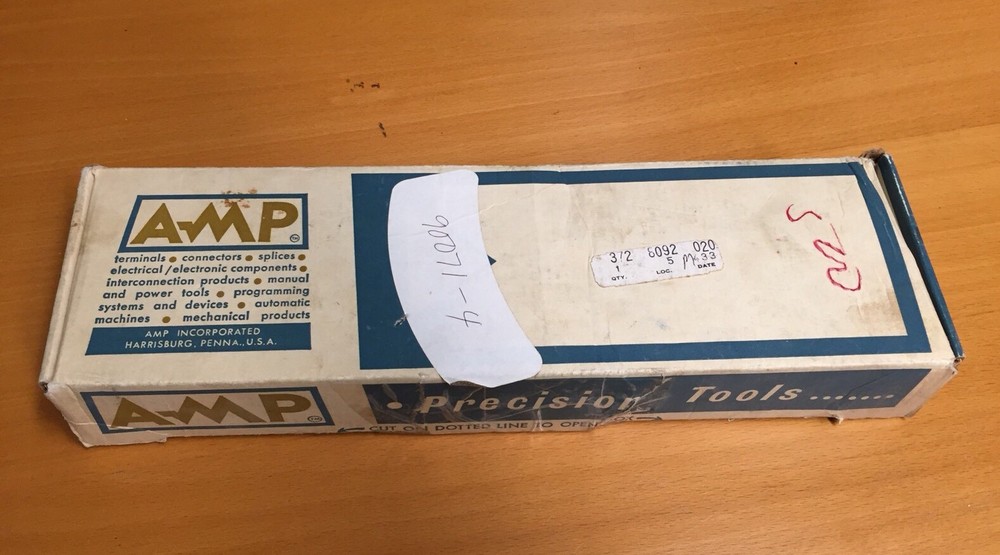 AMP
terminals • connectors • splices •
electrical/electronic components •
interconnection products • manual
and power tools • programming
systems and devices • automatic
machines • mechanical products
AMP INCORPORATED
HARRISBURG, PENNA., U.S.A.
90071-4
372 6092 020
1 5 33
QTY. LOC. DATE
AMP
• Precision Tools........
CUT ON DOTTED LINE TO OPEN